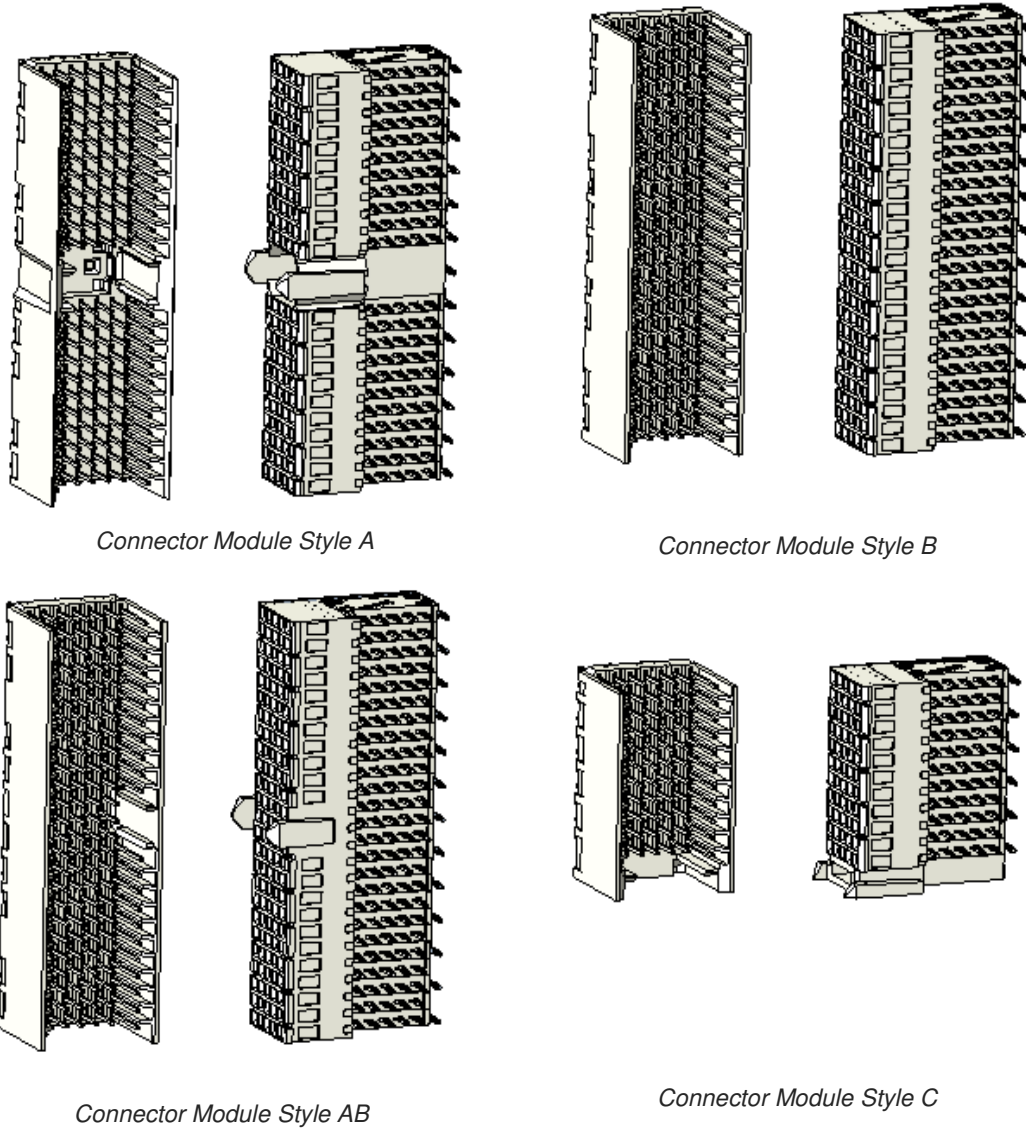 Connector Module Style A
Connector Module Style B
Connector Module Style AB
Connector Module Style C